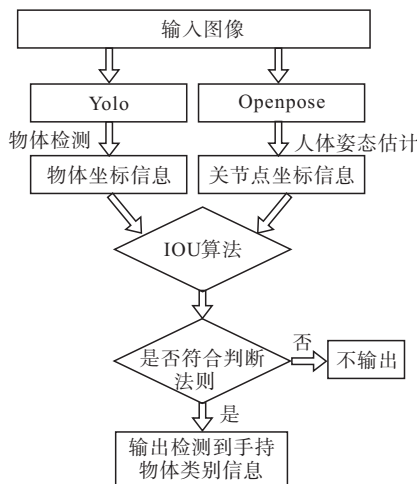 输入图像
Yolo
Openpose
物体检测
人体姿态估计
物体坐标信息
关节点坐标信息
IOU算法
是否符合判断
法则
否
不输出
是
输出检测到手持
物体类别信息